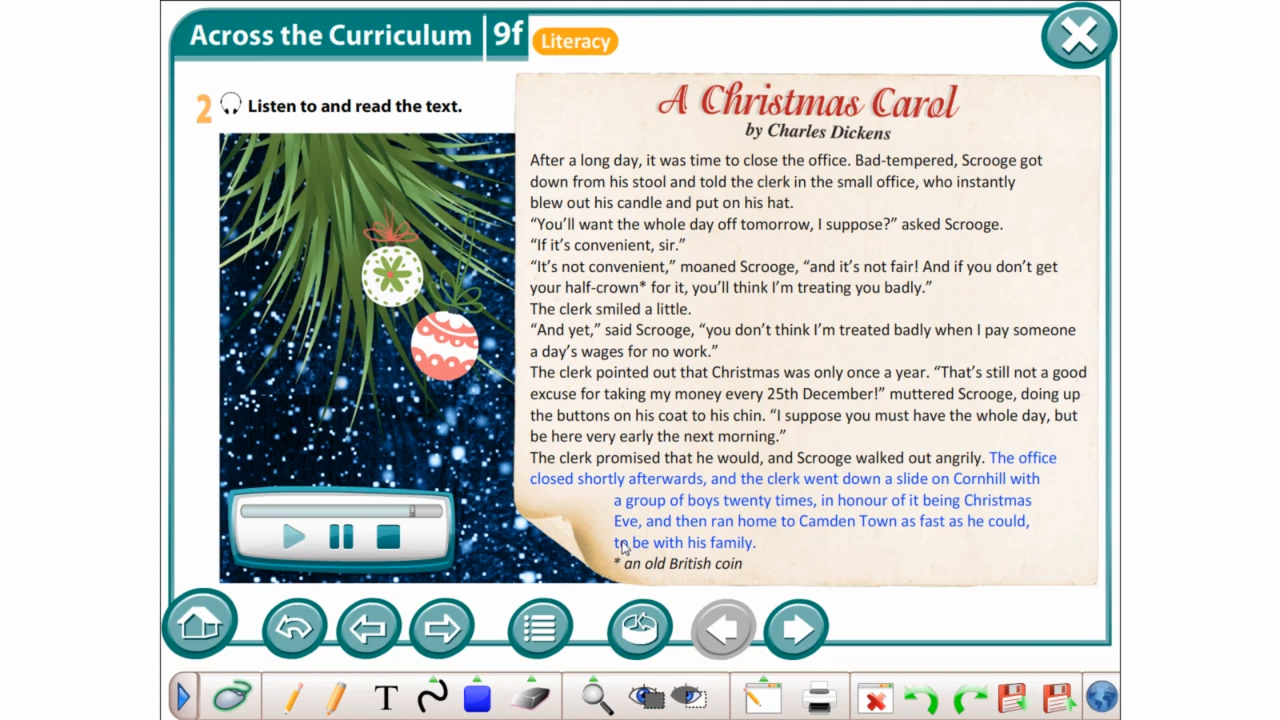 Across the Curriculum 9f Literacy
2 Listen to and read the text.
A Christmas Carol
by Charles Dickens
After a long day, it was time to close the office. Bad-tempered, Scrooge got
down from his stool and told the clerk in the small office, who instantly
blew out his candle and put on his hat.
“You’ll want the whole day off tomorrow, I suppose?” asked Scrooge.
“If it’s convenient, sir.”
“It’s not convenient,” moaned Scrooge, “and it’s not fair! And if you don’t get
your half-crown* for it, you’ll think I’m treating you badly.”
The clerk smiled a little.
“And yet,” said Scrooge, “you don’t think I’m treated badly when I pay someone
a day’s wages for no work.”
The clerk pointed out that Christmas was only once a year. “That’s still not a good
excuse for taking my money every 25th December!” muttered Scrooge, doing up
the buttons on his coat to his chin. “I suppose you must have the whole day, but
be here very early the next morning.”
The clerk promised that he would, and Scrooge walked out angrily. The office
closed shortly afterwards, and the clerk went down a slide on Cornhill with
a group of boys twenty times, in honour of it being Christmas
Eve, and then ran home to Camden Town as fast as he could,
to be with his family.
* an old British coin
T